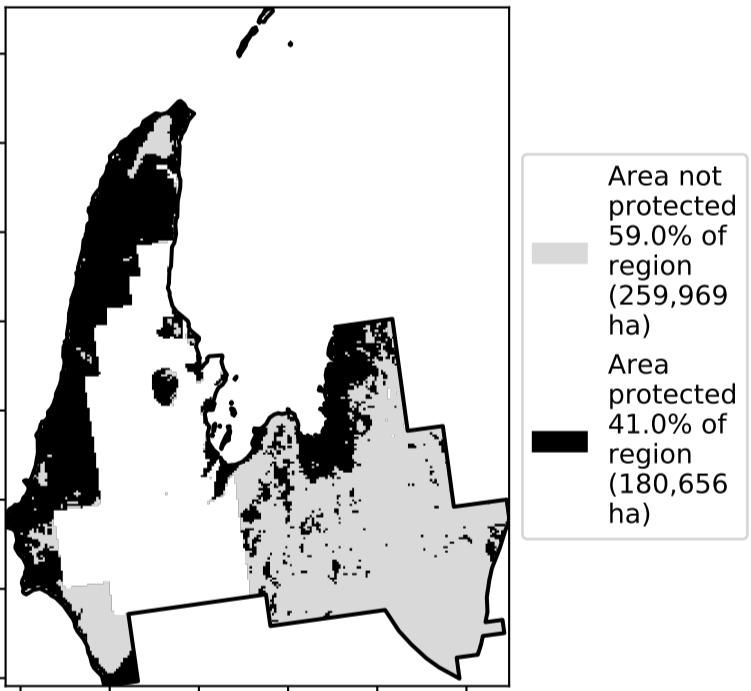 Area not
protected
59.0% of
region
(259,969
ha)
Area
protected
41.0% of
region
(180,656
ha)